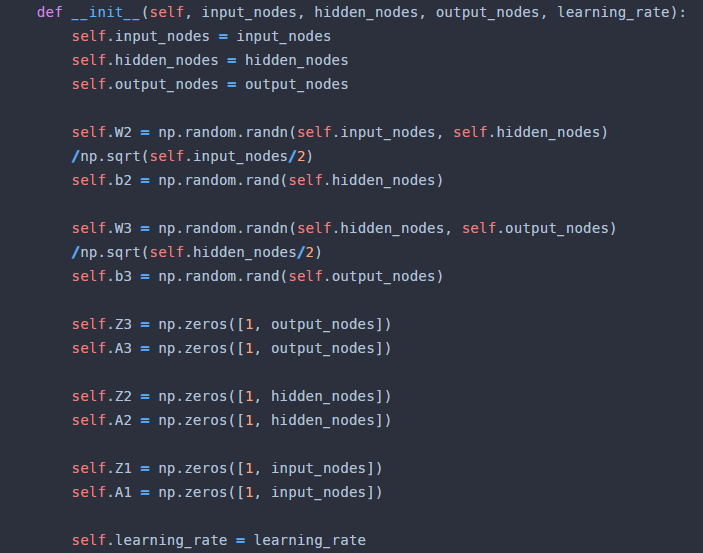 def __init__(self, input_nodes, hidden_nodes, output_nodes, learning_rate):
self.input_nodes = input_nodes
self.hidden_nodes = hidden_nodes
self.output_nodes = output_nodes
self.W2 = np.random.randn(self.input_nodes, self.hidden_nodes)
/np.sqrt(self.input_nodes/2)
self.b2 = np.random.rand(self.hidden_nodes)
self.W3 = np.random.randn(self.hidden_nodes, self.output_nodes)
/np.sqrt(self.hidden_nodes/2)
self.b3 = np.random.rand(self.output_nodes)
self.Z3 = np.zeros([1, output_nodes])
self.A3 = np.zeros([1, output_nodes])
self.Z2 = np.zeros([1, hidden_nodes])
self.A2 = np.zeros([1, hidden_nodes])
self.Z1 = np.zeros([1, input_nodes])
self.A1 = np.zeros([1, input_nodes])
self.learning_rate = learning_rate